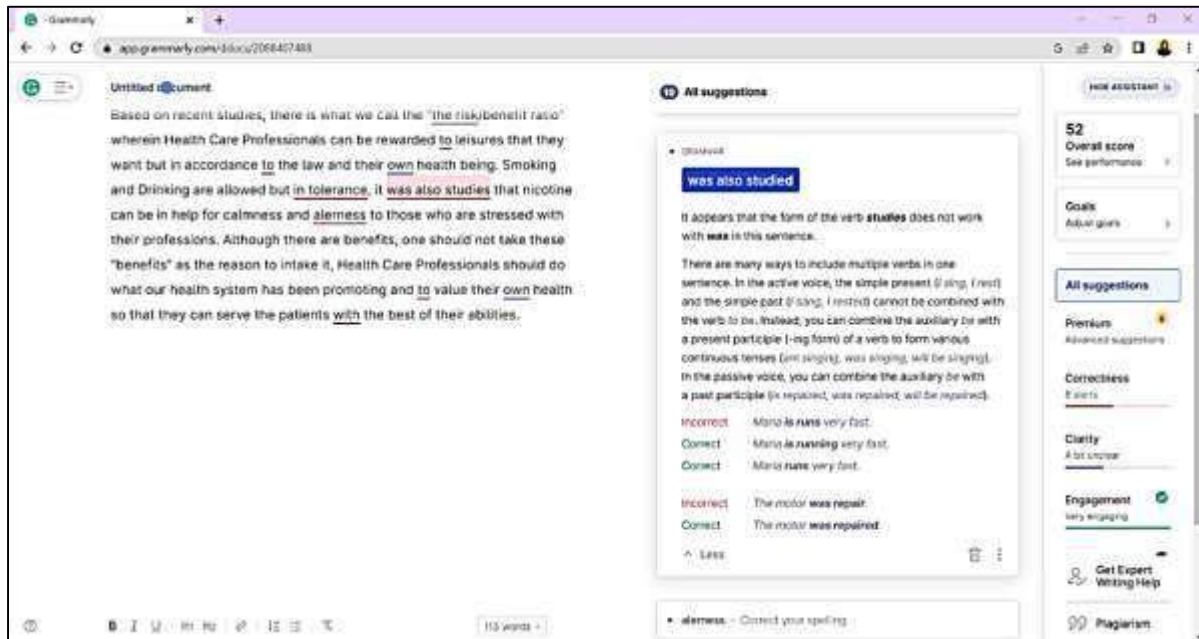 Grammarly
app.grammarly.com/ddocs/2088407488
Untitled document
Based on recent studies, there is what we call the "the risk/benefit ratio"
wherein Health Care Professionals can be rewarded to leisures that they
want but in accordance to the law and their own health being. Smoking
and Drinking are allowed but in tolerance, it was also studies that nicotine
can be in help for calmness and alerness to those who are stressed with
their professions. Although there are benefits, one should not take these
"benefits" as the reason to intake it, Health Care Professionals should do
what our health system has been promoting and to value their own health
so that they can serve the patients with the best of their abilities.
B I U H1 H2
113 words
All suggestions
GRAMMAR
was also studied
It appears that the form of the verb studies does not work
with was in this sentence.
There are many ways to include multiple verbs in one
sentence. In the active voice, the simple present (I sing, I rest)
and the simple past (I sang, I rested) cannot be combined with
the verb to be. Instead, you can combine the auxiliary be with
a present participle (-ing form) of a verb to form various
continuous tenses (am singing, was singing, will be singing).
In the passive voice, you can combine the auxiliary be with
a past participle (is repaired, was repaired, will be repaired).
Incorrect Maria is runs very fast.
Correct Maria is running very fast.
Correct Maria runs very fast.
Incorrect The motor was repair.
Correct The motor was repaired.
Less
alerness - Correct your spelling
HIDE ASSISTANT
52
Overall score
See performance
Goals
Adjust goals
All suggestions
Premium
Advanced suggestions
Correctness
8 alerts
Clarity
A bit unclear
Engagement
Very engaging
Get Expert
Writing Help
Plagiarism